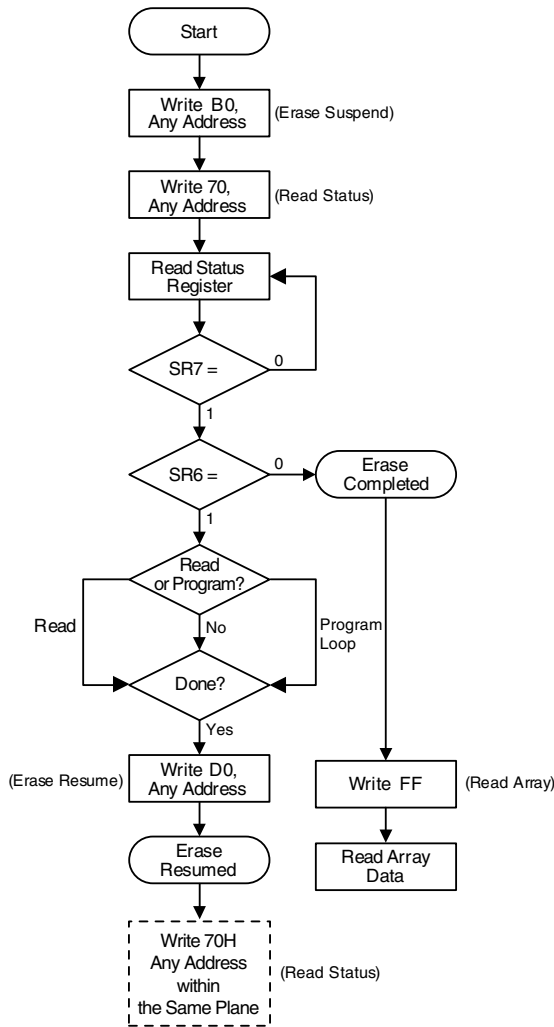 Start
Write B0,
Any Address
(Erase Suspend)
Write 70,
Any Address
(Read Status)
Read Status
Register
SR7 =
0
1
SR6 =
0
Erase
Completed
1
Read
or Program?
Read
No
Program
Loop
Done?
Yes
(Erase Resume)
Write D0,
Any Address
Write FF
(Read Array)
Erase
Resumed
Read Array
Data
Write 70H
Any Address
within
the Same Plane
(Read Status)